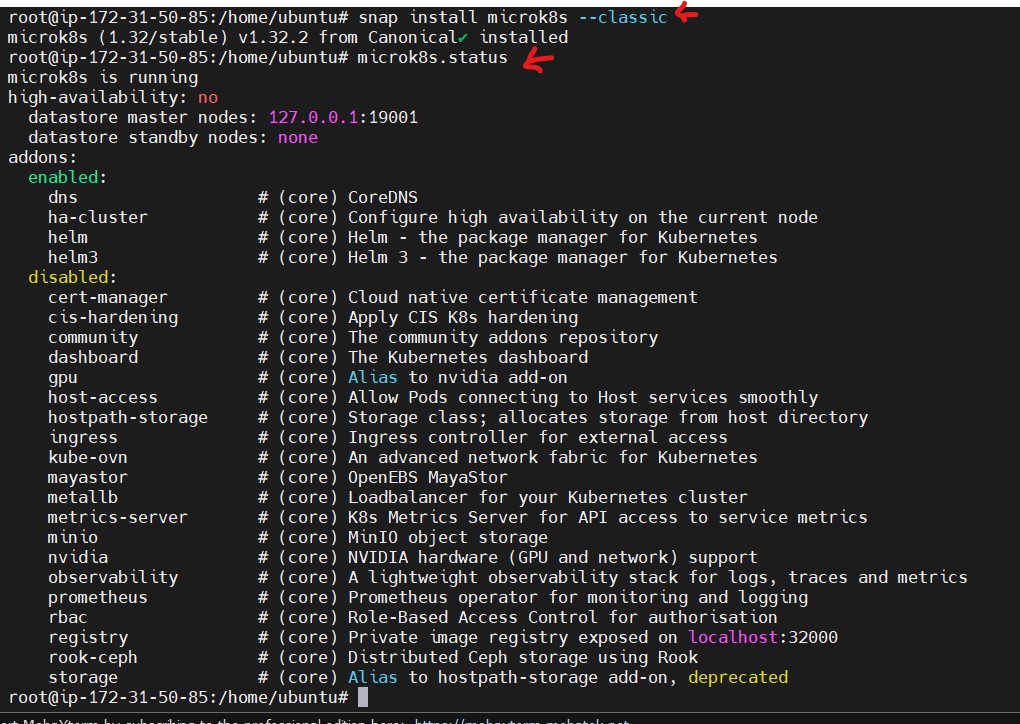 root@ip-172-31-50-85:/home/ubuntu# snap install microk8s --classic
microk8s (1.32/stable) v1.32.2 from Canonical✓ installed
root@ip-172-31-50-85:/home/ubuntu# microk8s.status
microk8s is running
high-availability: no
  datastore master nodes: 127.0.0.1:19001
  datastore standby nodes: none
addons:
  enabled:
    dns                  # (core) CoreDNS
    ha-cluster           # (core) Configure high availability on the current node
    helm                 # (core) Helm - the package manager for Kubernetes
    helm3                # (core) Helm 3 - the package manager for Kubernetes
  disabled:
    cert-manager         # (core) Cloud native certificate management
    cis-hardening        # (core) Apply CIS K8s hardening
    community            # (core) The community addons repository
    dashboard            # (core) The Kubernetes dashboard
    gpu                  # (core) Alias to nvidia add-on
    host-access          # (core) Allow Pods connecting to Host services smoothly
    hostpath-storage     # (core) Storage class; allocates storage from host directory
    ingress              # (core) Ingress controller for external access
    kube-ovn             # (core) An advanced network fabric for Kubernetes
    mayastor             # (core) OpenEBS MayaStor
    metallb              # (core) Loadbalancer for your Kubernetes cluster
    metrics-server       # (core) K8s Metrics Server for API access to service metrics
    minio                # (core) MinIO object storage
    nvidia               # (core) NVIDIA hardware (GPU and network) support
    observability        # (core) A lightweight observability stack for logs, traces and metrics
    prometheus           # (core) Prometheus operator for monitoring and logging
    rbac                 # (core) Role-Based Access Control for authorisation
    registry             # (core) Private image registry exposed on localhost:32000
    rook-ceph            # (core) Distributed Ceph storage using Rook
    storage              # (core) Alias to hostpath-storage add-on, deprecated
root@ip-172-31-50-85:/home/ubuntu#